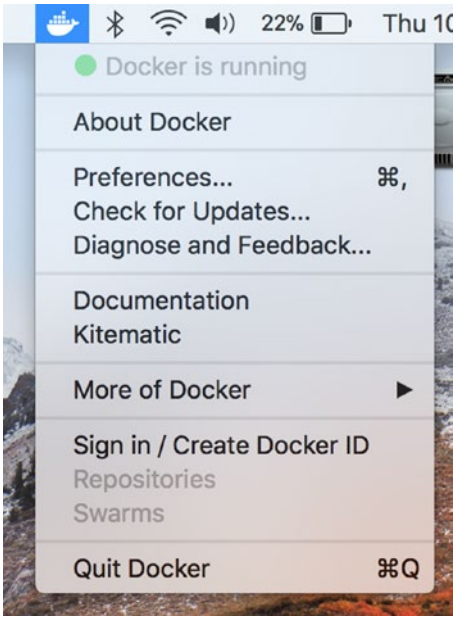 22%
Thu 10
Docker is running
About Docker
Preferences... ⌘,
Check for Updates...
Diagnose and Feedback...
Documentation
Kitematic
More of Docker ▶
Sign in / Create Docker ID
Repositories
Swarms
Quit Docker ⌘Q